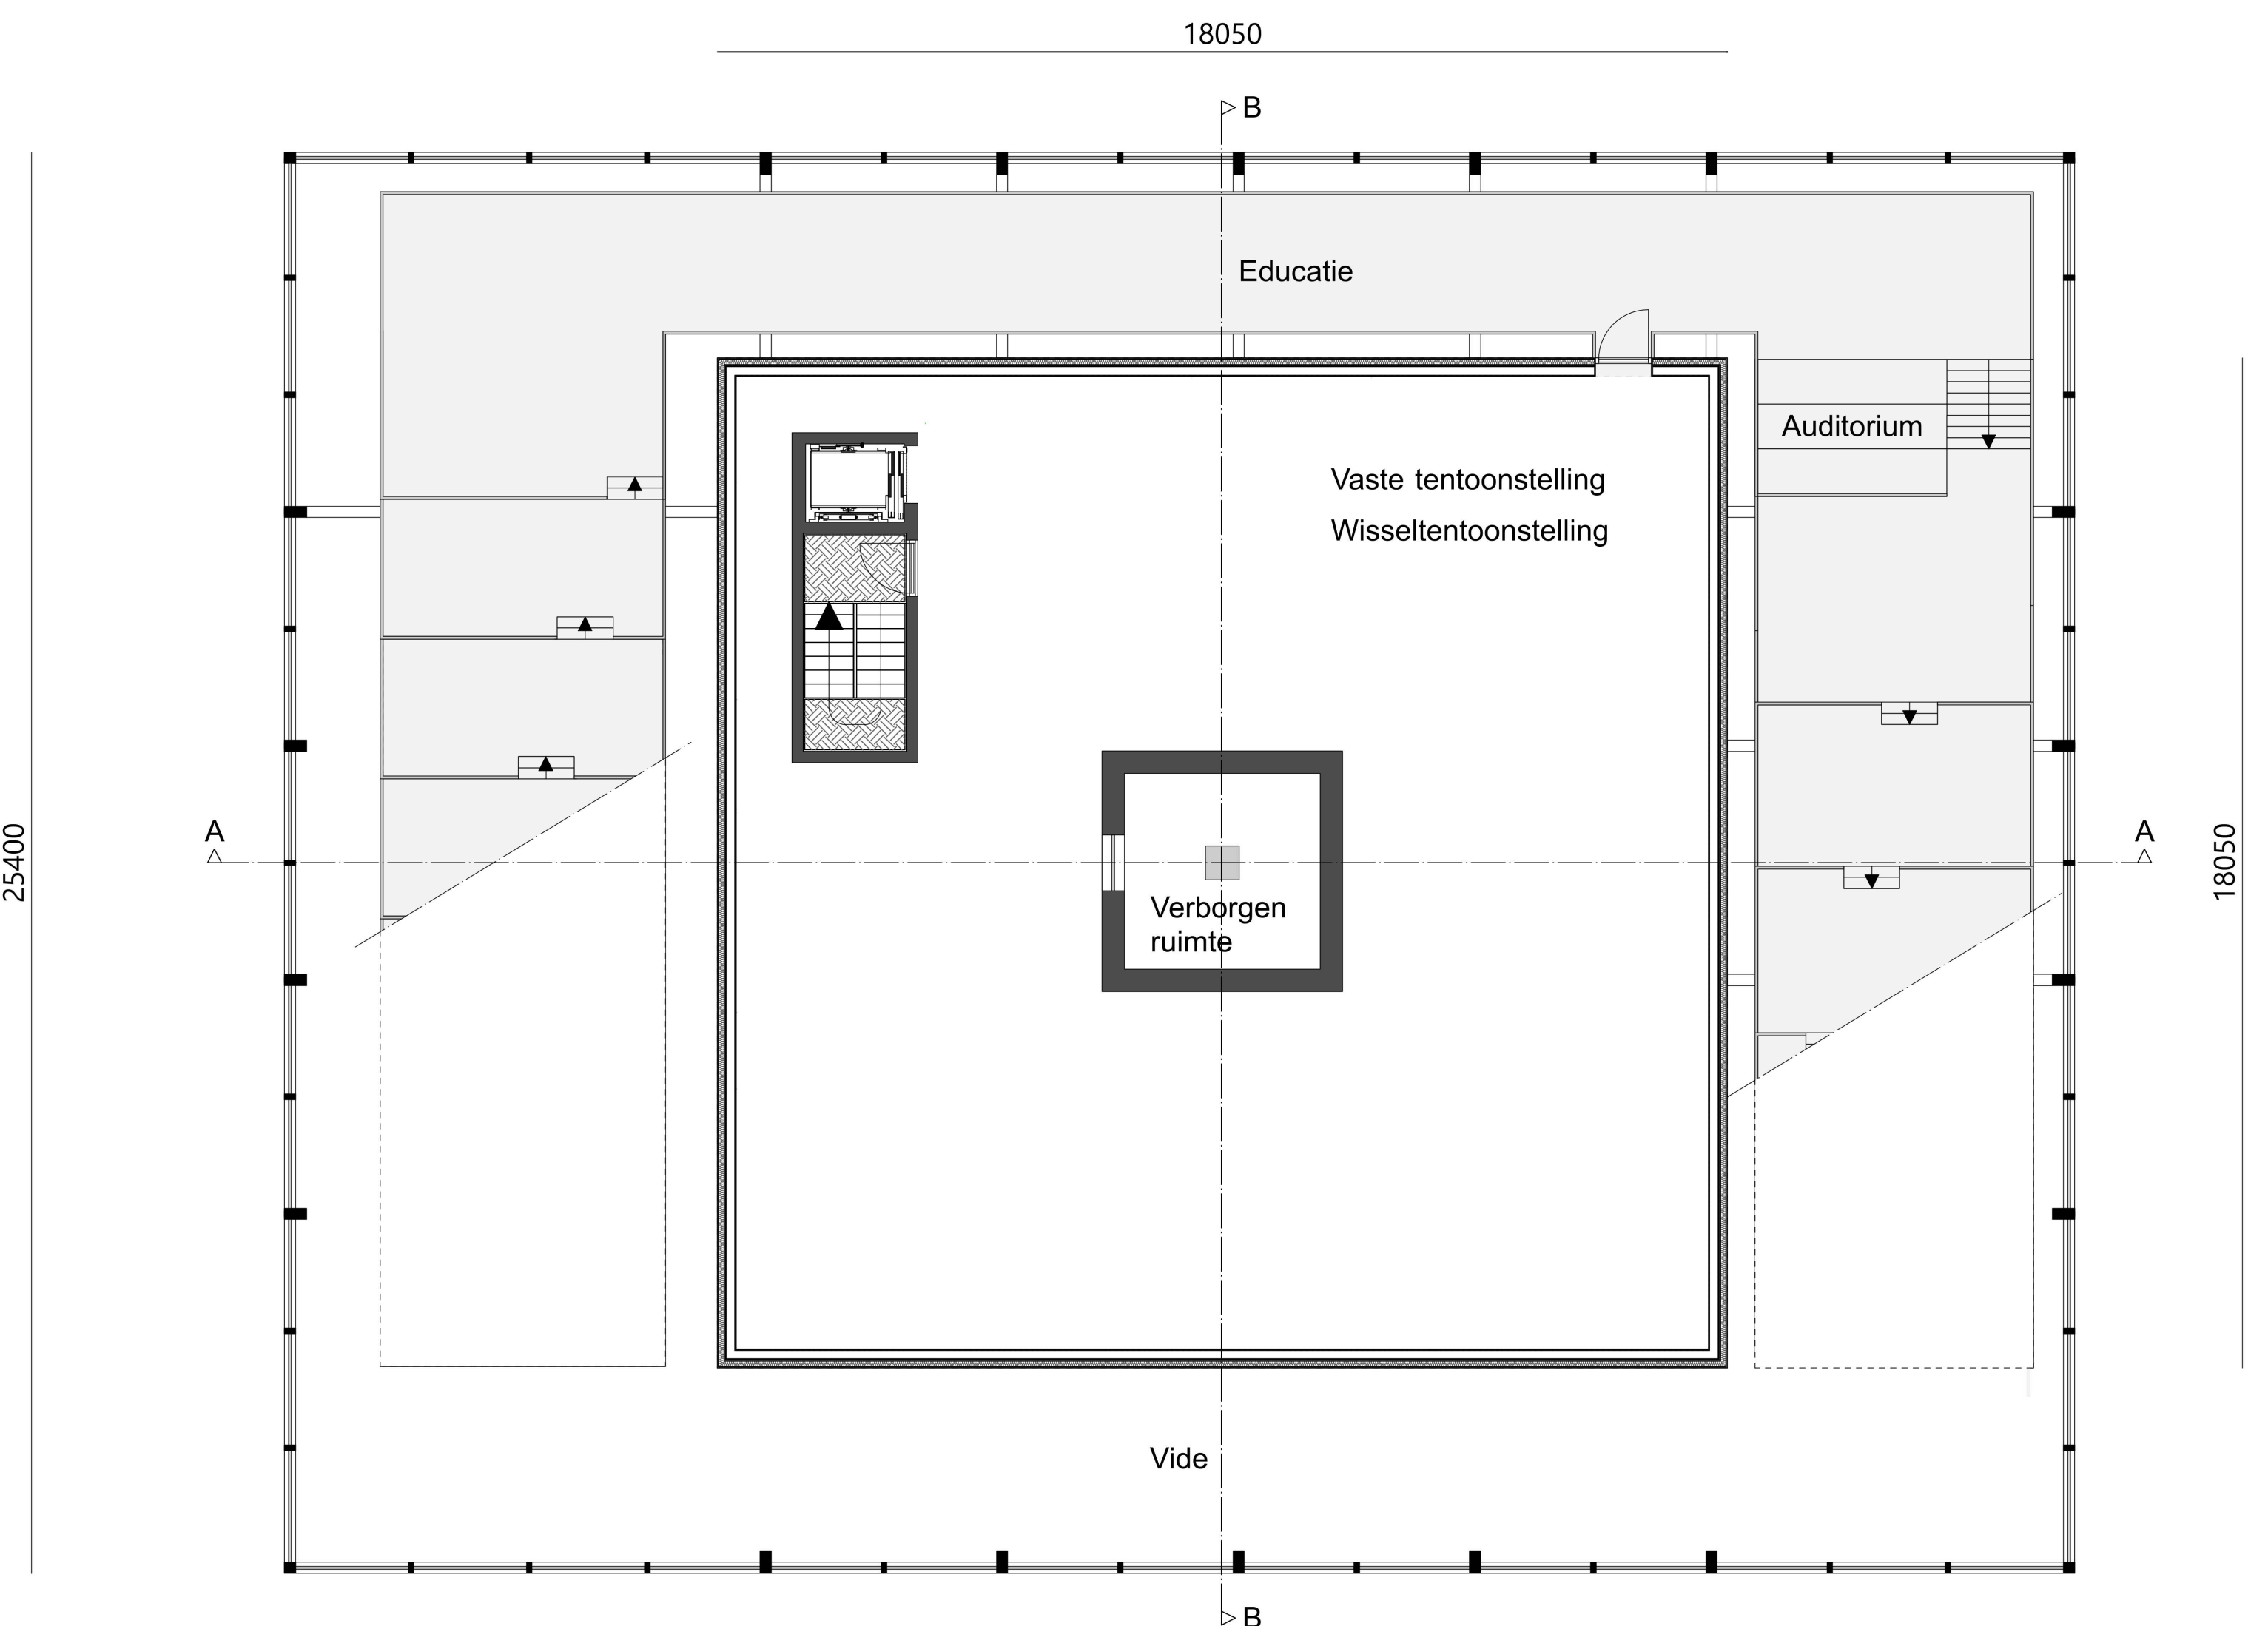 18050
B
Educatie
Auditorium
Vaste tentoonstelling
Wisseltentoonstelling
A
A
25400
18050
Verborgen
ruimte
Vide
B